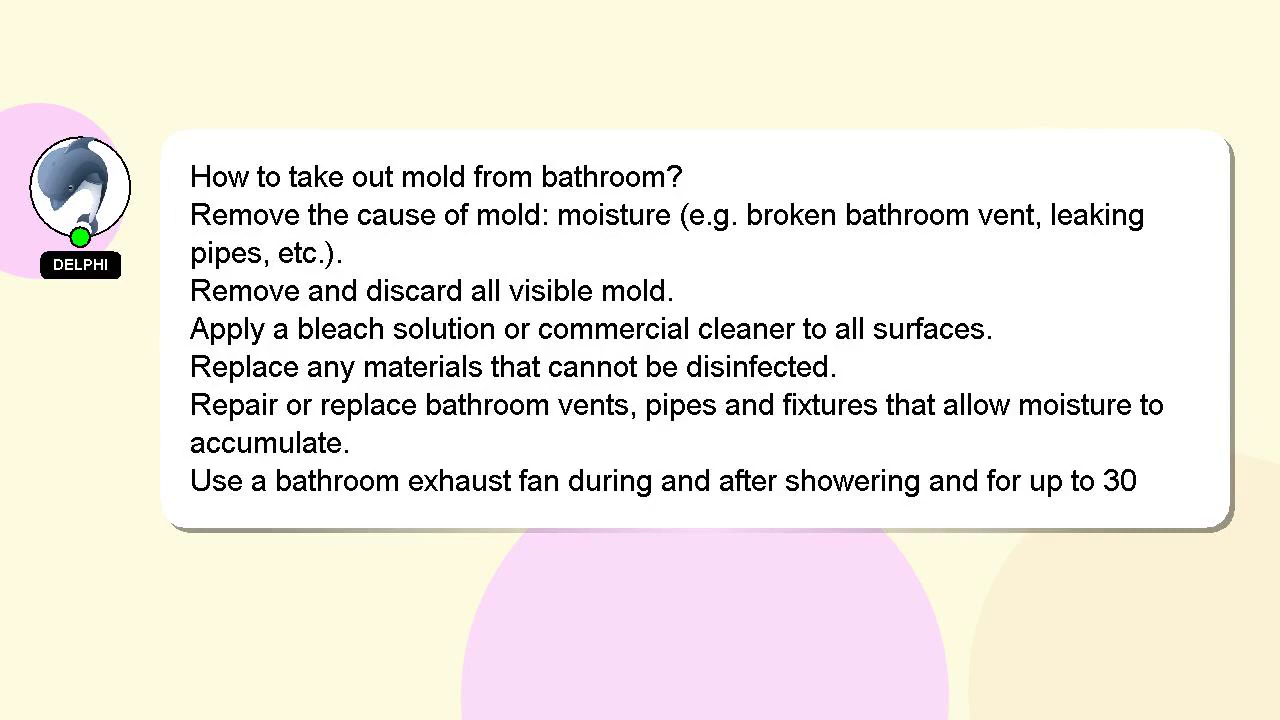 DELPHI
How to take out mold from bathroom?
Remove the cause of mold: moisture (e.g. broken bathroom vent, leaking
pipes, etc.).
Remove and discard all visible mold.
Apply a bleach solution or commercial cleaner to all surfaces.
Replace any materials that cannot be disinfected.
Repair or replace bathroom vents, pipes and fixtures that allow moisture to
accumulate.
Use a bathroom exhaust fan during and after showering and for up to 30